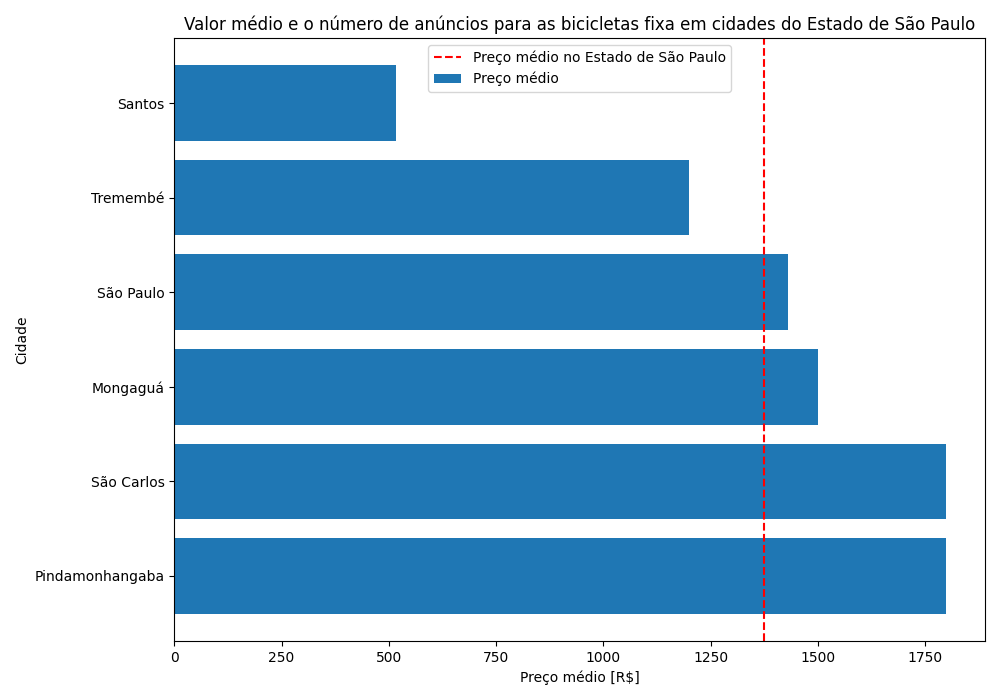 Valor médio e o número de anúncios para as bicicletas fixa em cidades do Estado de São Paulo
Preço médio no Estado de São Paulo
Preço médio
Cidade
Santos
Tremembé
São Paulo
Mongaguá
São Carlos
Pindamonhangaba
0 250 500 750 1000 1250 1500 1750
Preço médio [R$]